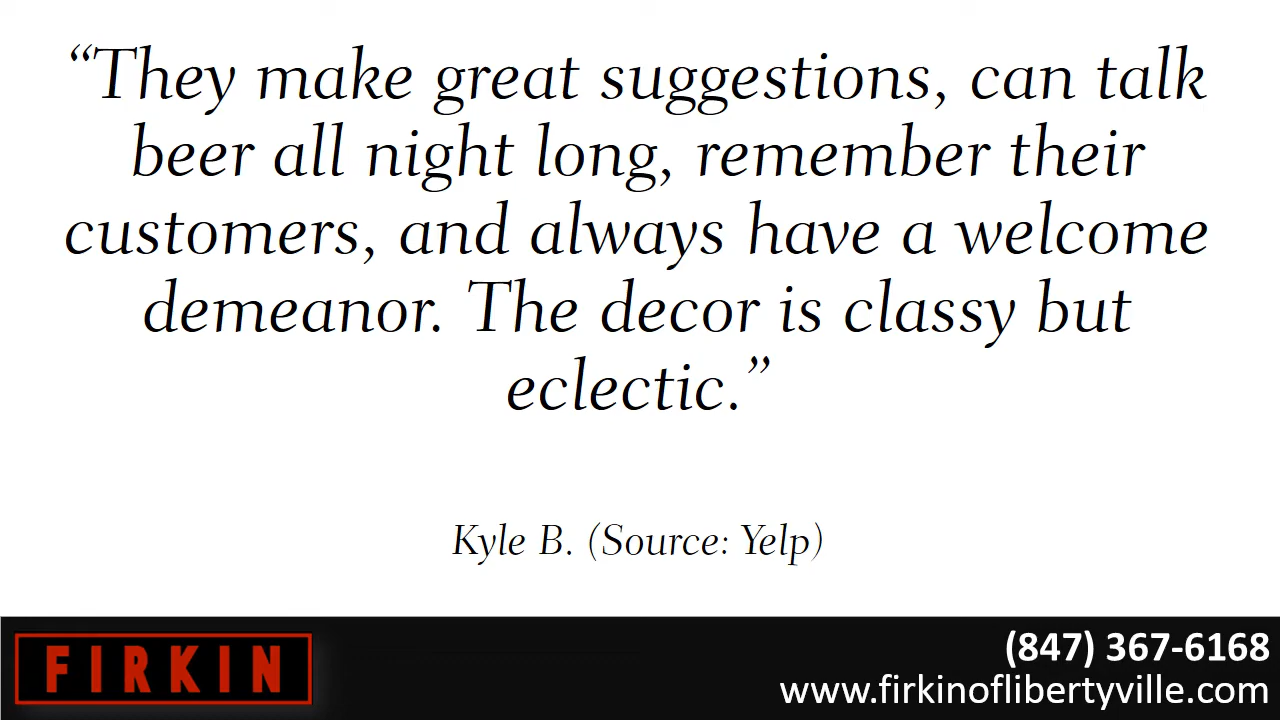 “They make great suggestions, can talk
beer all night long, remember their
customers, and always have a welcome
demeanor. The decor is classy but
eclectic.”
Kyle B. (Source: Yelp)
FIRKIN
(847) 367-6168
www.firkinoflibertyville.com